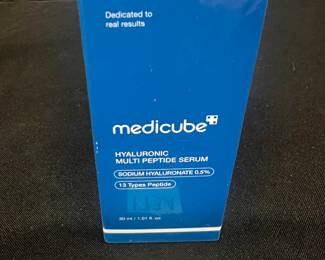 Dedicated to
real results
medicube
HYALURONIC
MULTI PEPTIDE SERUM
SODIUM HYALURONATE 0.5%
13 Types Peptide
30 ml / 1.01 fl. oz